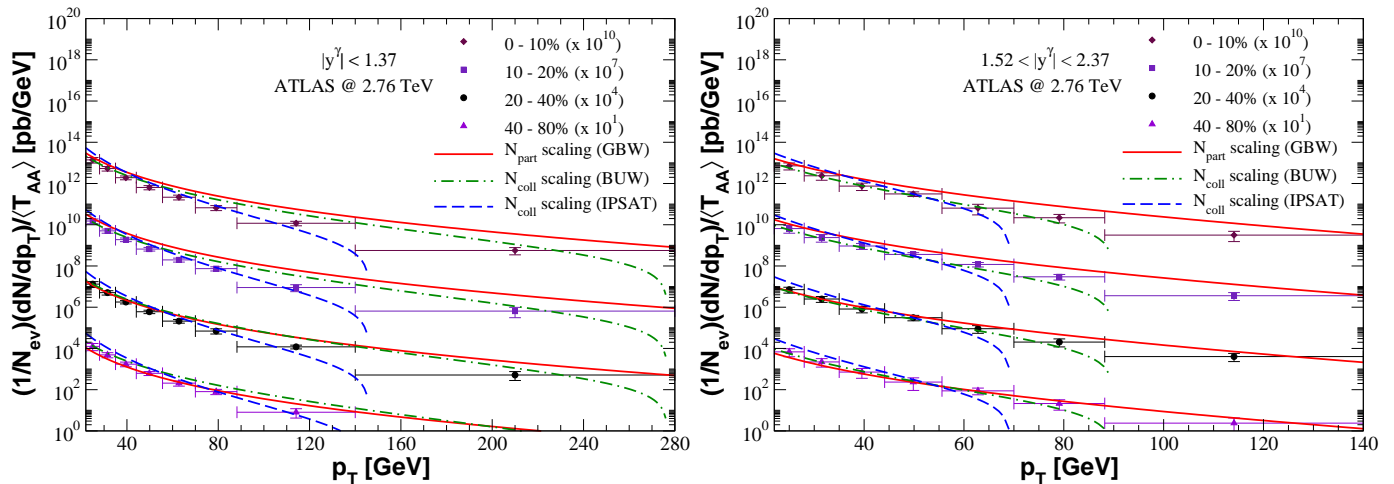 (1/N_ev)(dN/dp_T)/⟨T_AA⟩ [pb/GeV]
10^20
10^18
10^16
10^14
10^12
10^10
10^8
10^6
10^4
10^2
10^0
|y^γ| < 1.37
ATLAS @ 2.76 TeV
0 - 10% (x 10^10)
10 - 20% (x 10^7)
20 - 40% (x 10^4)
40 - 80% (x 10^1)
N_part scaling (GBW)
N_coll scaling (BUW)
N_coll scaling (IPSAT)
40 80 120 160 200 240 280
p_T [GeV]
(1/N_ev)(dN/dp_T)/⟨T_AA⟩ [pb/GeV]
10^20
10^18
10^16
10^14
10^12
10^10
10^8
10^6
10^4
10^2
10^0
1.52 < |y^γ| < 2.37
ATLAS @ 2.76 TeV
0 - 10% (x 10^10)
10 - 20% (x 10^7)
20 - 40% (x 10^4)
40 - 80% (x 10^1)
N_part scaling (GBW)
N_coll scaling (BUW)
N_coll scaling (IPSAT)
40 60 80 100 120 140
p_T [GeV]